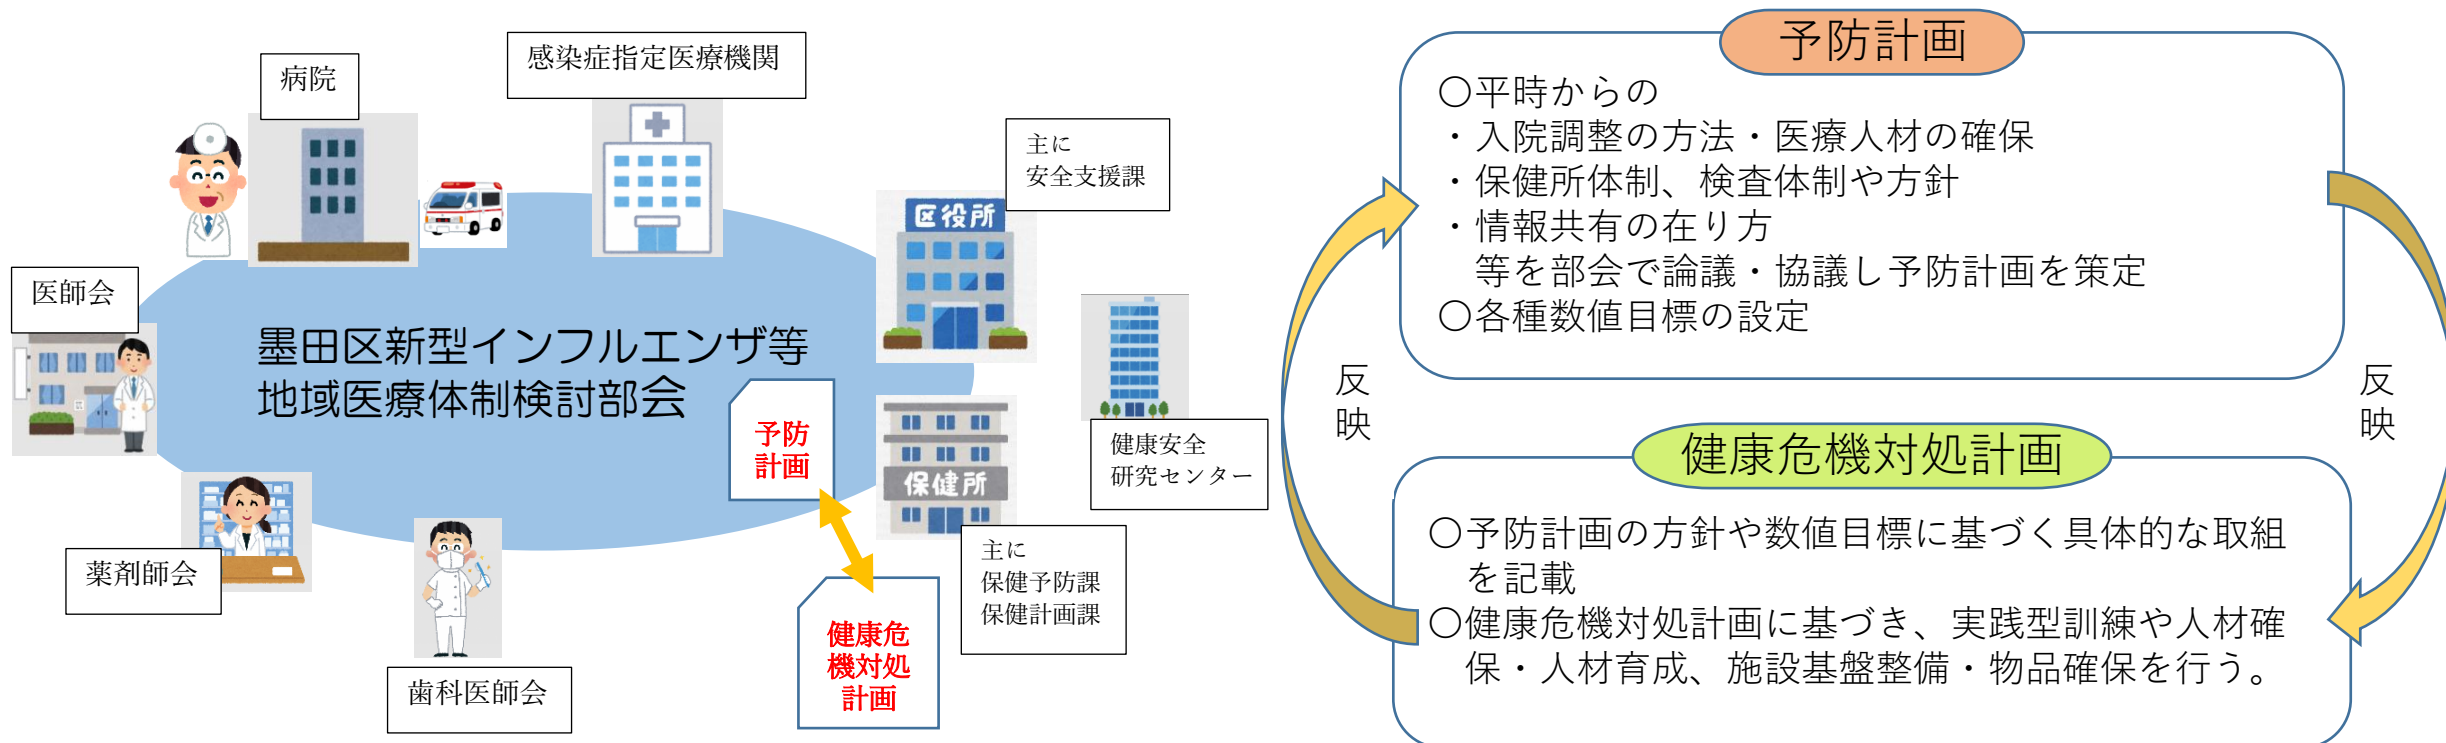 病院
感染症指定医療機関
主に
安全支援課
区役所
医師会
墨田区新型インフルエンザ等
地域医療体制検討部会
予防
計画
保健所
健康安全
研究センター
薬剤師会
歯科医師会
主に
保健予防課
保健計画課
健康危
機対処
計画
予防計画
〇平時からの
・入院調整の方法・医療人材の確保
・保健所体制、検査体制や方針
・情報共有の在り方
等を部会で論議・協議し予防計画を策定
〇各種数値目標の設定
反映
反映
健康危機対処計画
〇予防計画の方針や数値目標に基づく具体的な取組
を記載
〇健康危機対処計画に基づき、実践型訓練や人材確
保・人材育成、施設基盤整備・物品確保を行う。